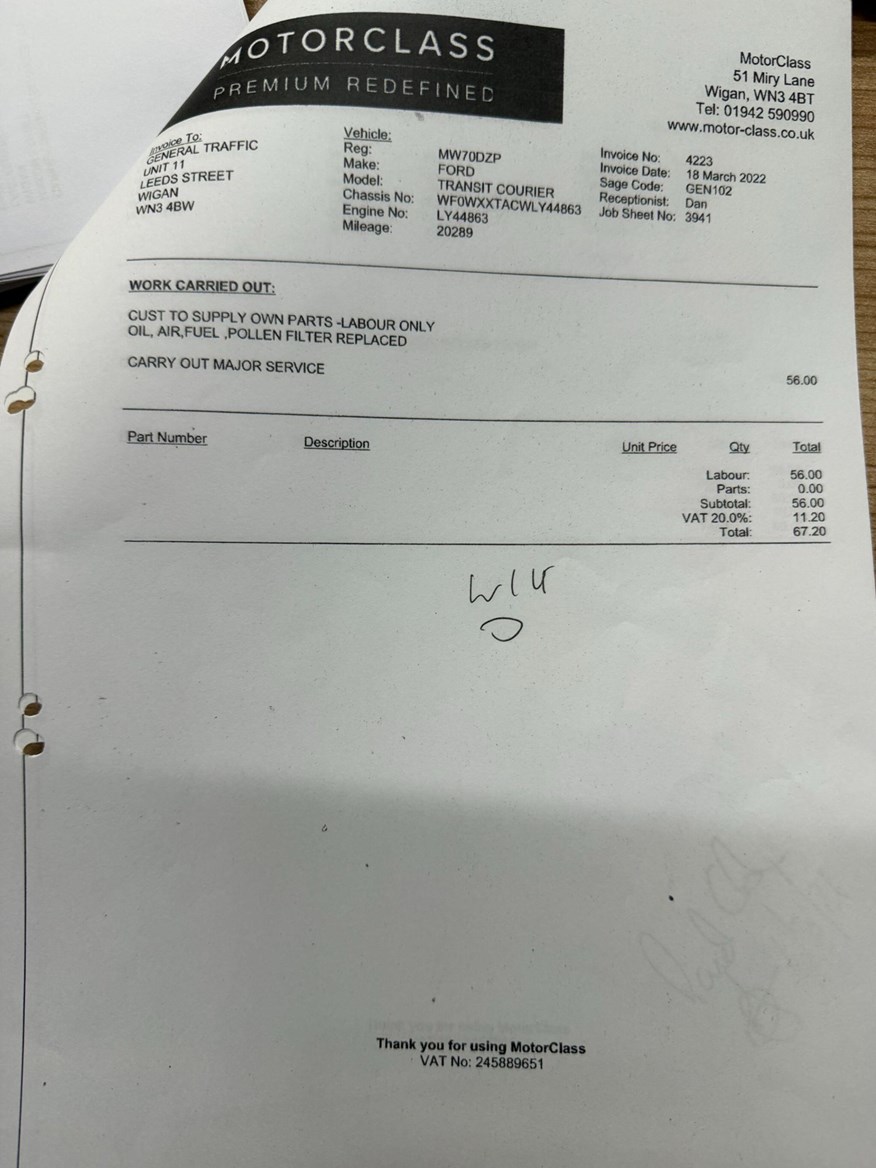 MOTORCLASS
PREMIUM REDEFINED
MotorClass
51 Miry Lane
Wigan, WN3 4BT
Tel: 01942 590990
www.motor-class.co.uk
Invoice To:
GENERAL TRAFFIC
UNIT 11
LEEDS STREET
WIGAN
WN3 4BW
Vehicle:
Reg: MW70DZP
Make: FORD
Model: TRANSIT COURIER
Chassis No: WF0WXXTACWLY44863
Engine No: LY44863
Mileage: 20289
Invoice No: 4223
Invoice Date: 18 March 2022
Sage Code: GEN102
Receptionist: Dan
Job Sheet No: 3941
WORK CARRIED OUT:
CUST TO SUPPLY OWN PARTS -LABOUR ONLY
OIL, AIR,FUEL ,POLLEN FILTER REPLACED
CARRY OUT MAJOR SERVICE 56.00
Part Number Description Unit Price Qty Total
Labour: 56.00
Parts: 0.00
Subtotal: 56.00
VAT 20.0%: 11.20
Total: 67.20
Thank you for using MotorClass
VAT No: 245889651